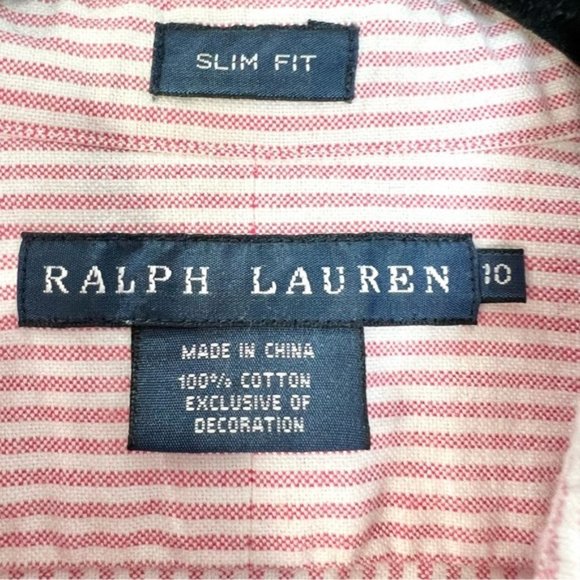 SLIM FIT
RALPH LAUREN 10
MADE IN CHINA
100% COTTON
EXCLUSIVE OF
DECORATION